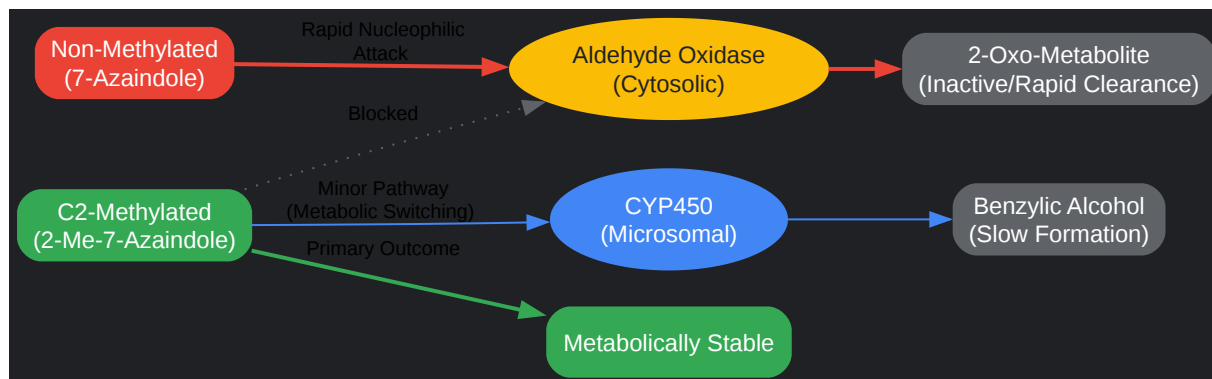 Non-Methylated
(7-Azaindole)
Rapid Nucleophilic
Attack
Aldehyde Oxidase
(Cytosolic)
2-Oxo-Metabolite
(Inactive/Rapid Clearance)
Blocked
C2-Methylated
(2-Me-7-Azaindole)
Minor Pathway
(Metabolic Switching)
CYP450
(Microsomal)
Benzylic Alcohol
(Slow Formation)
Primary Outcome
Metabolically Stable